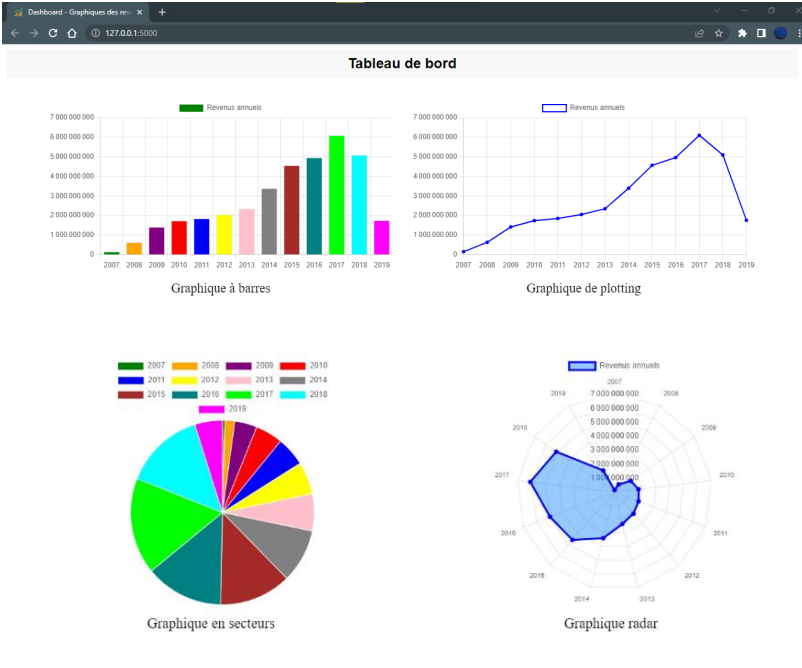 Dashboard - Graphiques des rev
127.0.0.1:5000
Tableau de bord
Revenus annuels
7 000 000 000
6 000 000 000
5 000 000 000
4 000 000 000
3 000 000 000
2 000 000 000
1 000 000 000
0
2007 2008 2009 2010 2011 2012 2013 2014 2015 2016 2017 2018 2019
Graphique à barres
Revenus annuels
7 000 000 000
6 000 000 000
5 000 000 000
4 000 000 000
3 000 000 000
2 000 000 000
1 000 000 000
0
2007 2008 2009 2010 2011 2012 2013 2014 2015 2016 2017 2018 2019
Graphique de plotting
2007 2008 2009 2010
2011 2012 2013 2014
2015 2016 2017 2018
2019
Graphique en secteurs
Revenus annuels
2007
2019 7 000 000 000 2008
6 000 000 000
5 000 000 000
2018 4 000 000 000 2009
3 000 000 000
2 000 000 000
2017 1 000 000 000 2010
2016 2011
2015 2012
2014 2013
Graphique radar